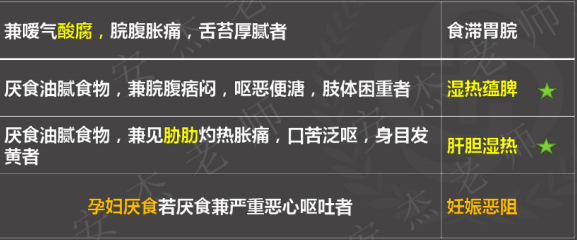 兼嗳气酸腐，脘腹胀痛，舌苔厚腻者
食滞胃脘
厌食油腻食物，兼脘腹痞闷，呕恶便溏，肢体困重者
湿热蕴脾 ★
厌食油腻食物，兼见胁肋灼热胀痛，口苦泛呕，身目发
黄者
肝胆湿热 ★
孕妇厌食若厌食兼严重恶心呕吐者
妊娠恶阻
安杰老师